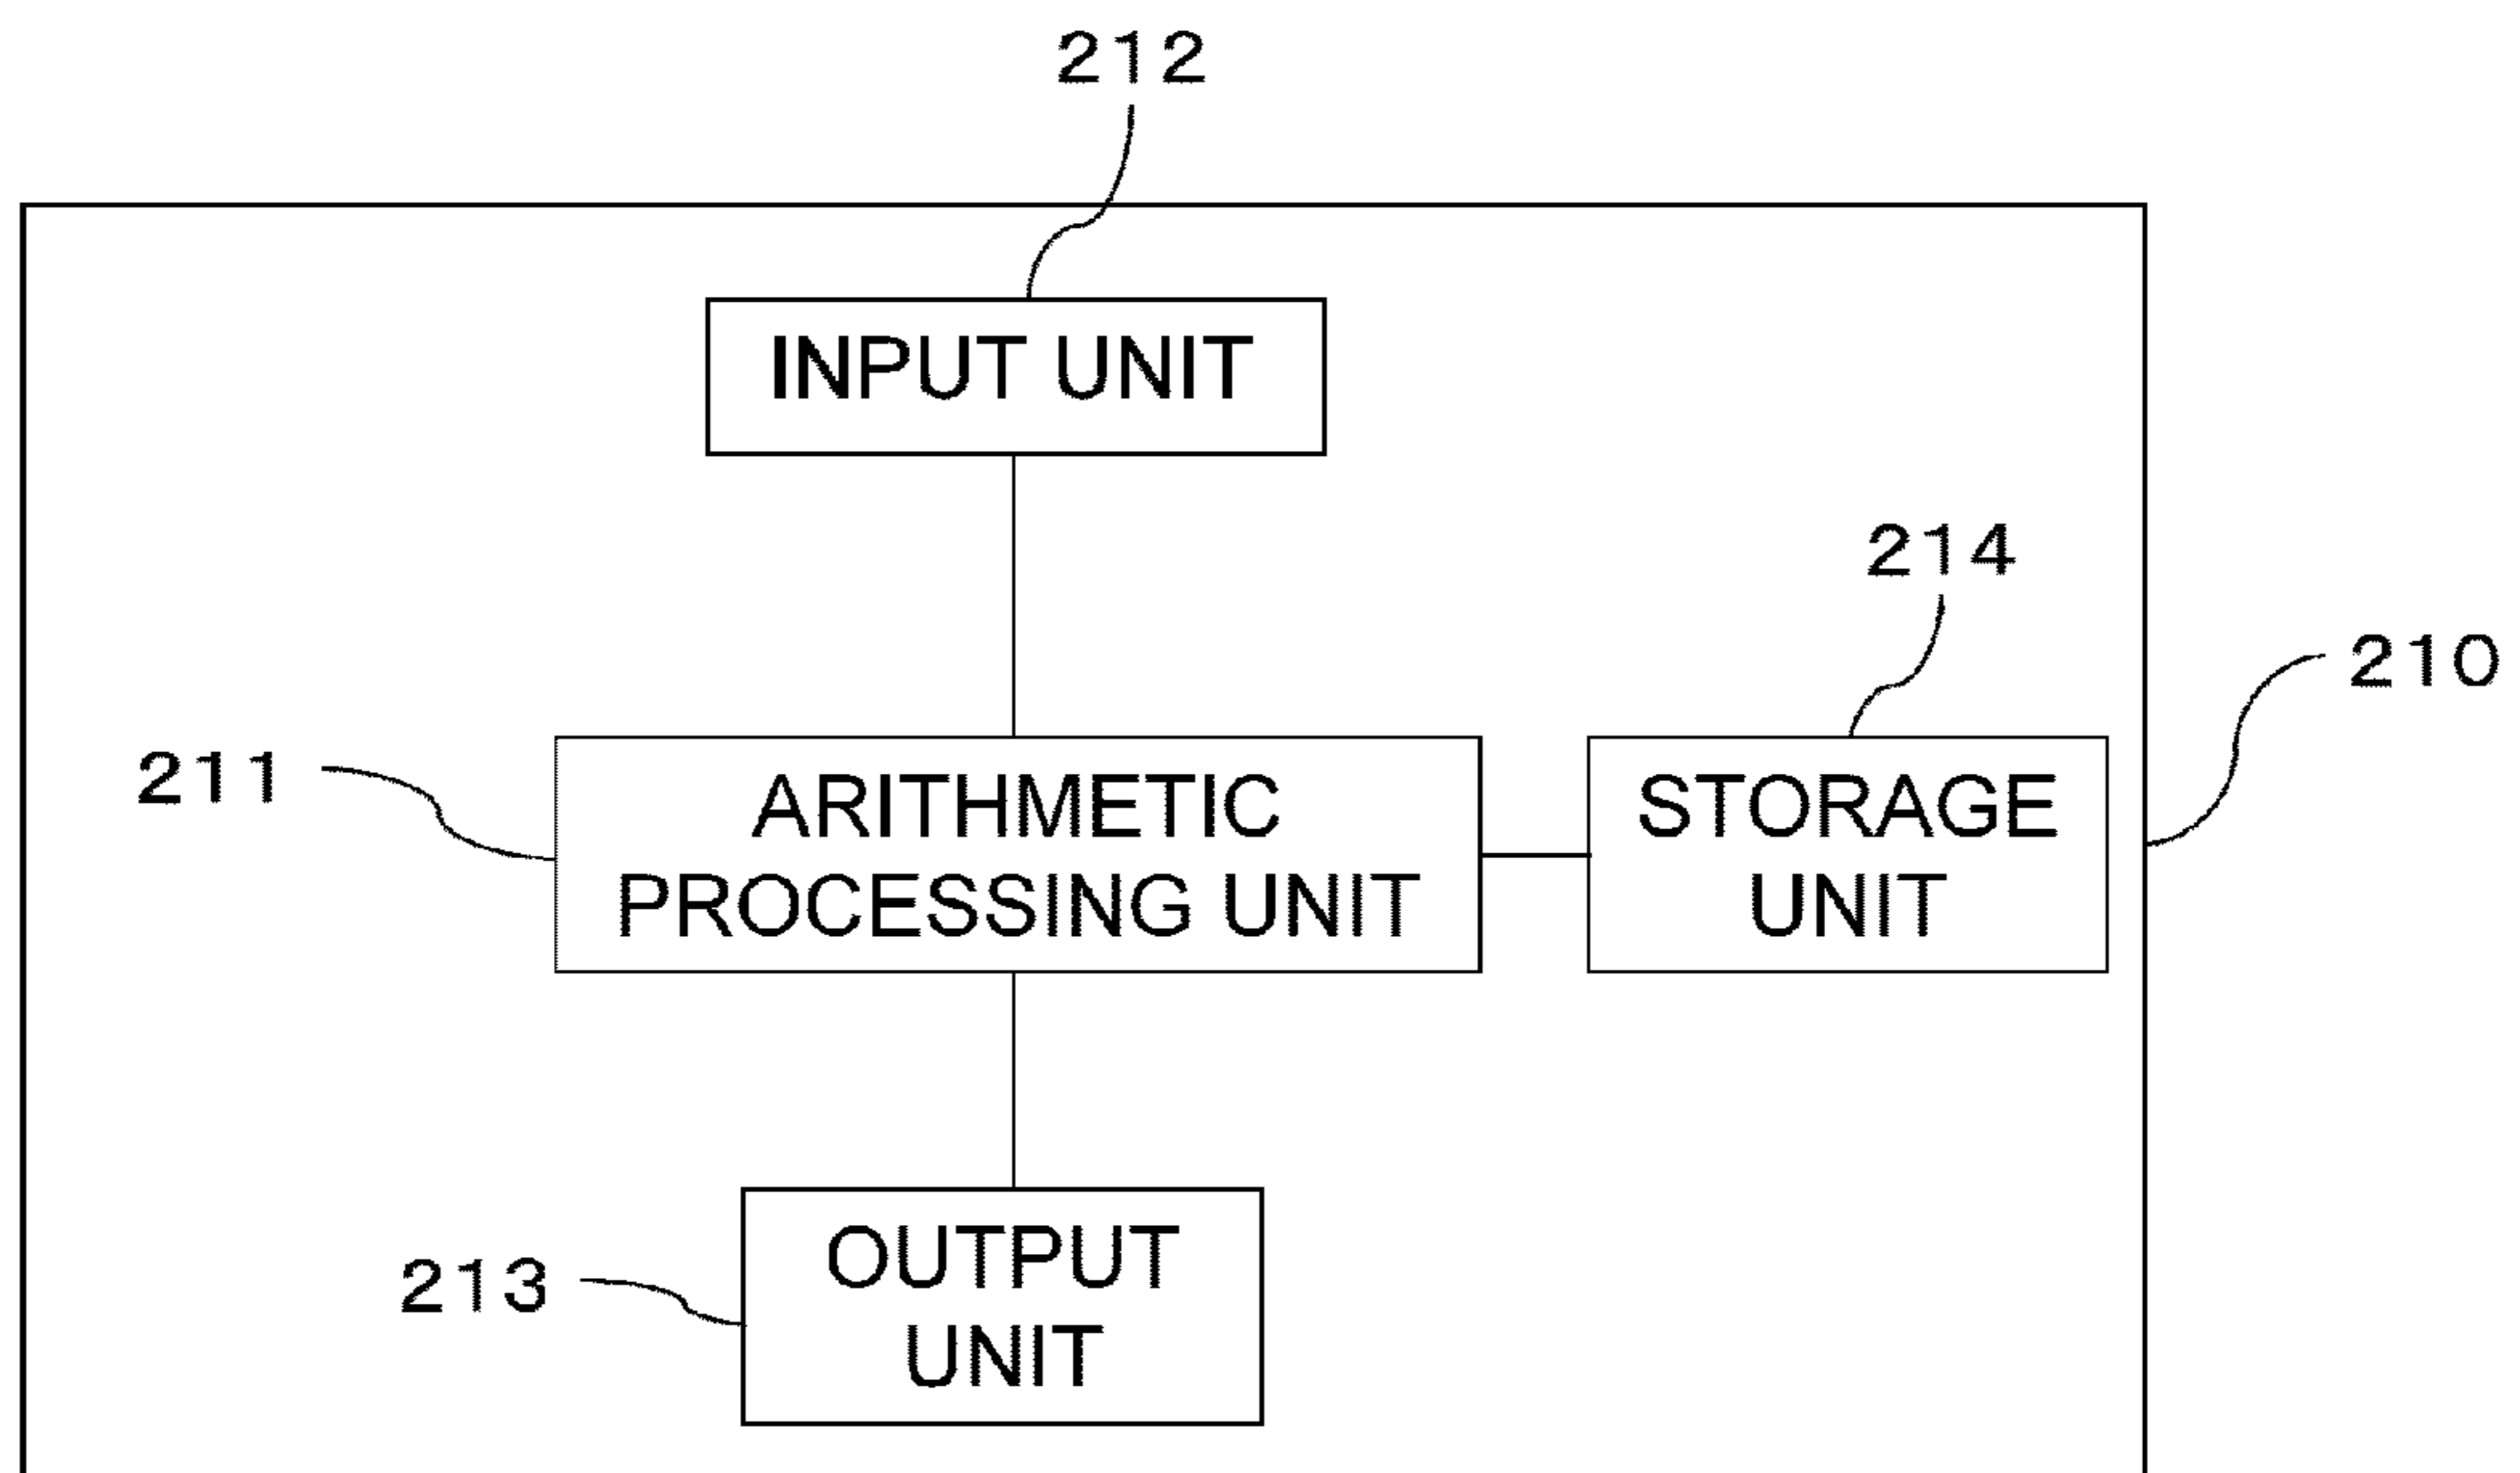 212
INPUT UNIT
214
210
211
ARITHMETIC
PROCESSING UNIT
STORAGE
UNIT
213
OUTPUT
UNIT